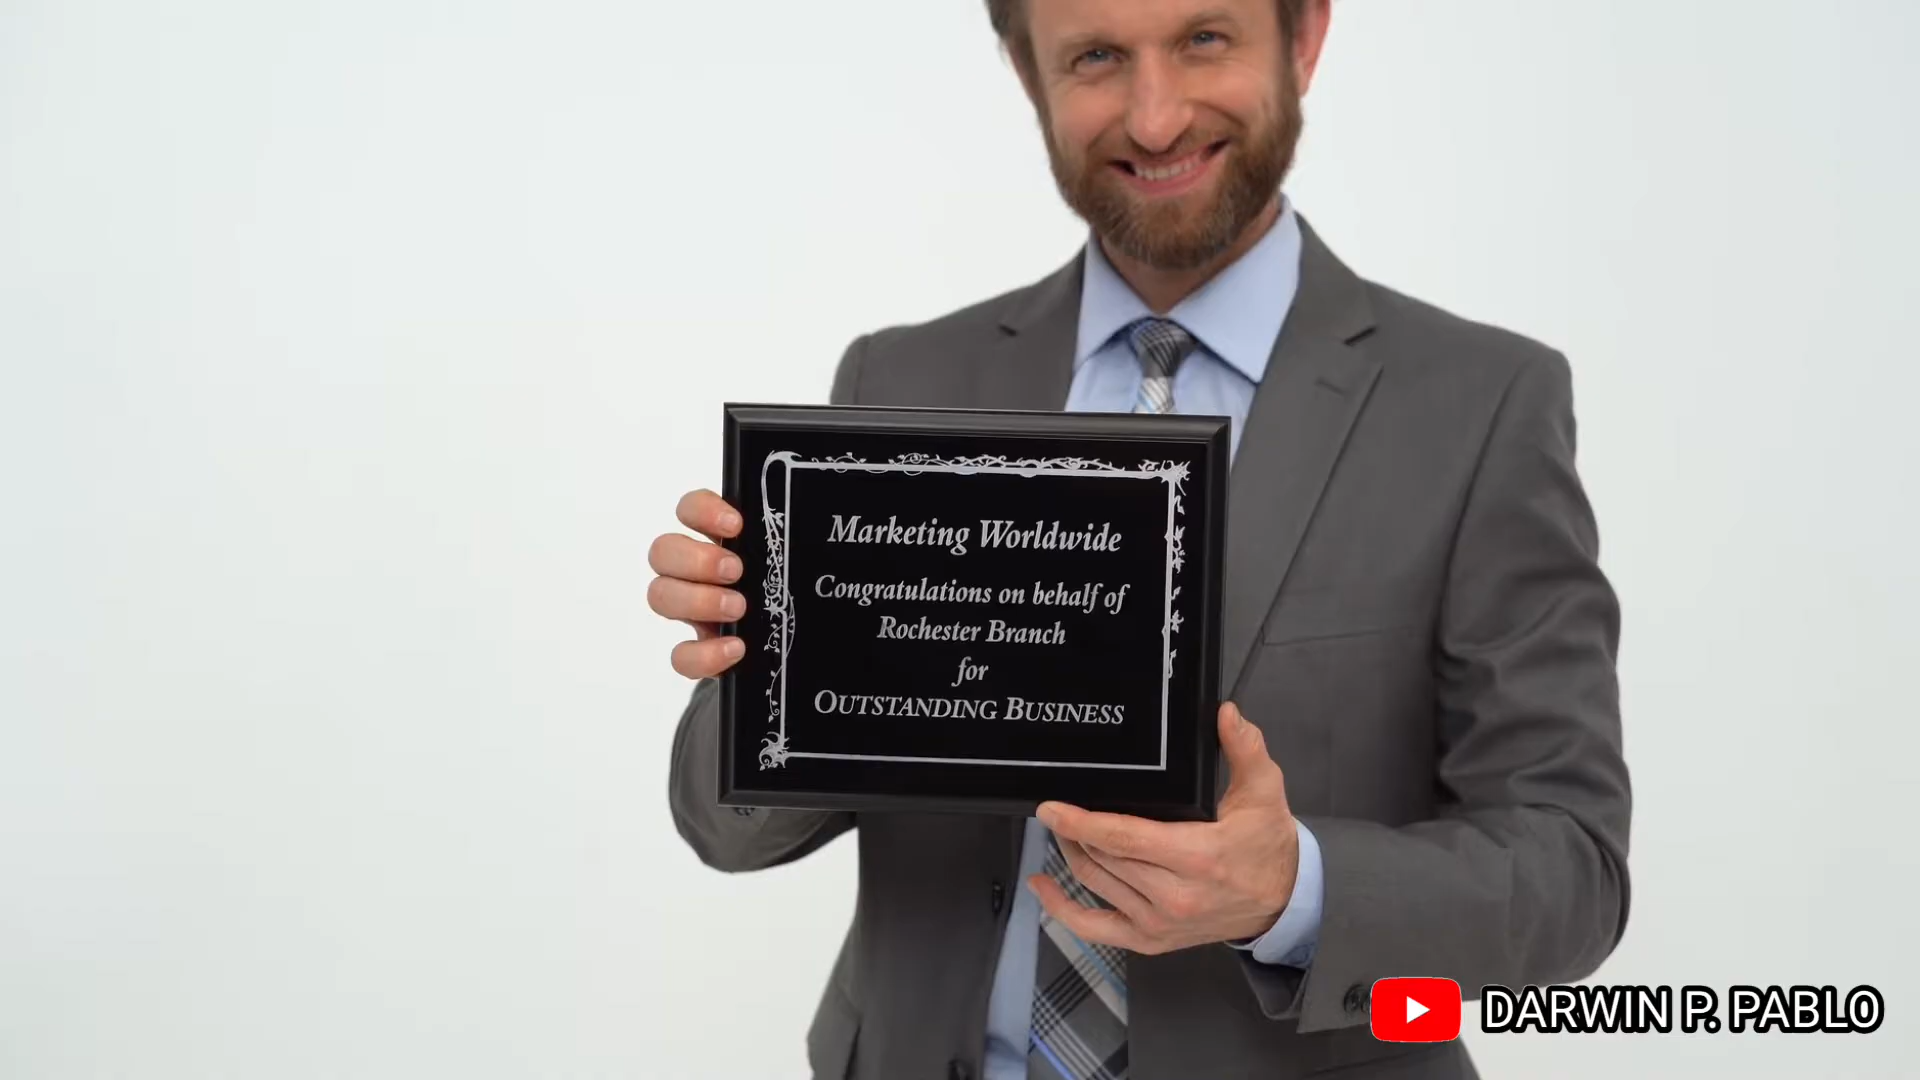 Marketing Worldwide
Congratulations on behalf of
Rochester Branch
for
OUTSTANDING BUSINESS
DARWIN P. PABLO